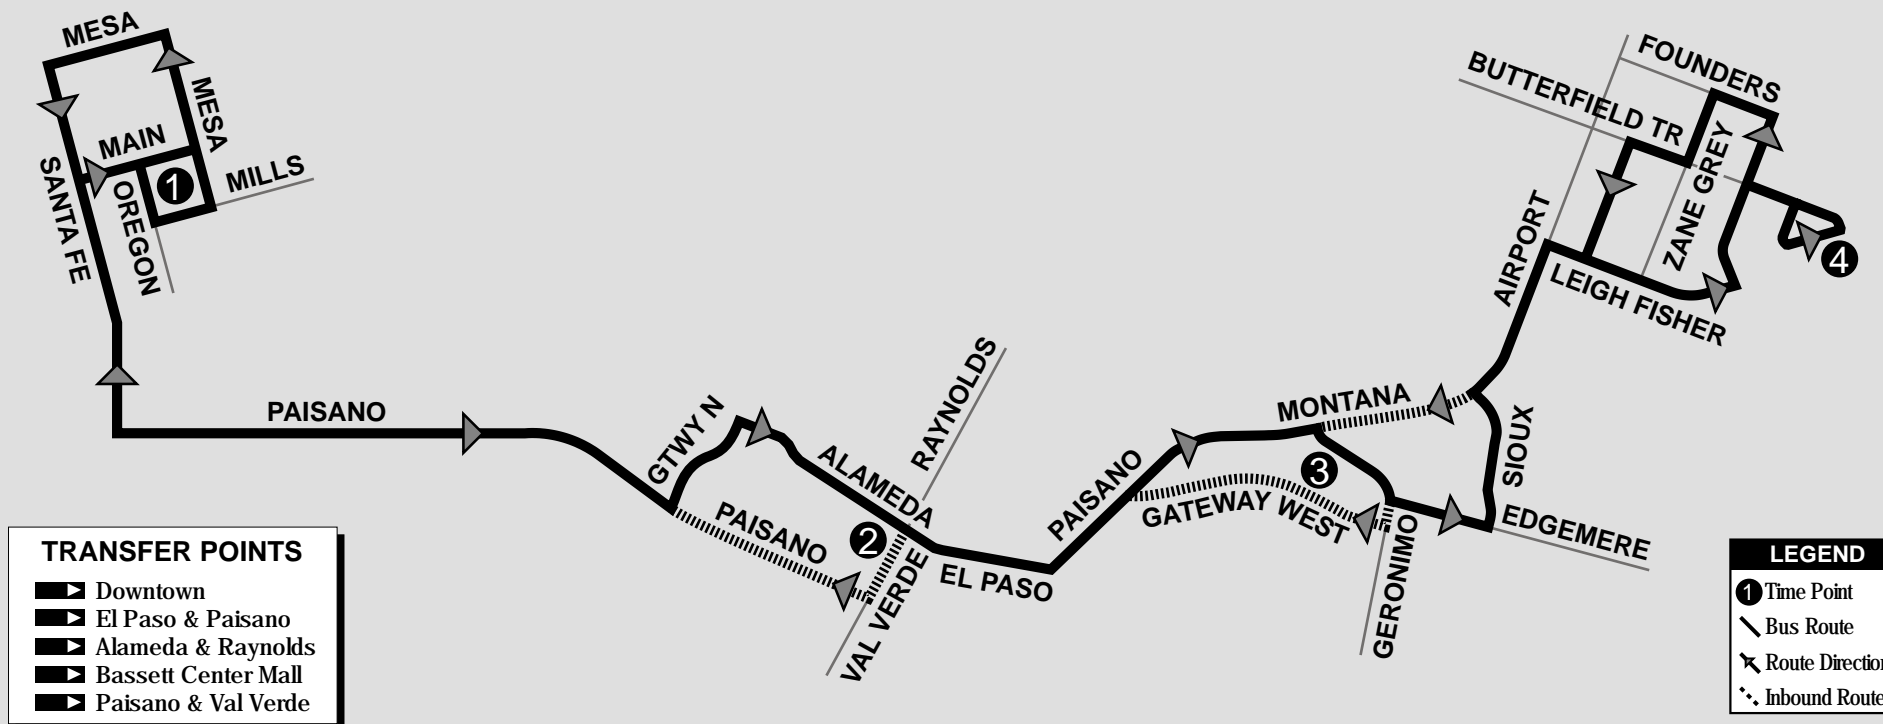 MESA
MESA
MAIN
MILLS
OREGON
SANTA FE
1
PAISANO
GTWY N
ALAMEDA
RAYNOLDS
PAISANO
2
VAL VERDE
EL PASO
PAISANO
MONTANA
3
GATEWAY WEST
GERONIMO
SIOUX
EDGEMERE
AIRPORT
BUTTERFIELD TR
FOUNDERS
ZANE GREY
LEIGH FISHER
4
TRANSFER POINTS
Downtown
El Paso & Paisano
Alameda & Raynolds
Bassett Center Mall
Paisano & Val Verde
LEGEND
1 Time Point
Bus Route
Route Direction
Inbound Route